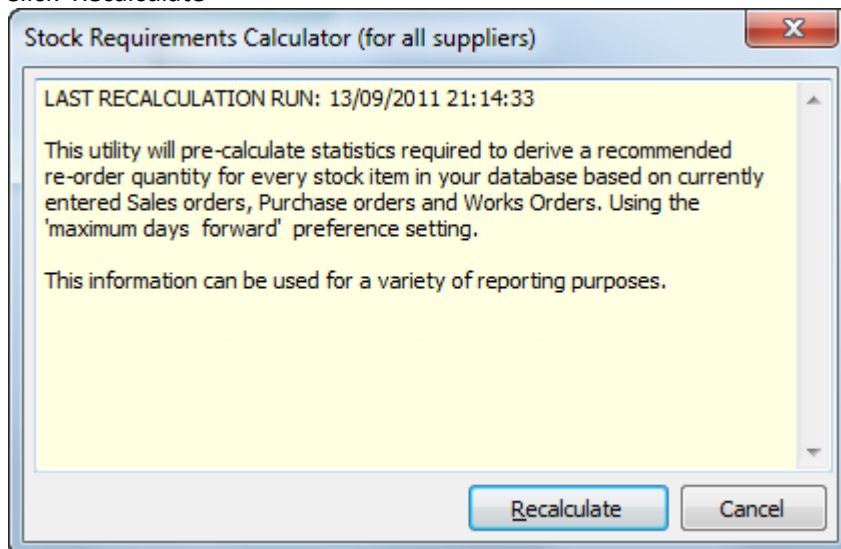 Click 'Recalculate'
Stock Requirements Calculator (for all suppliers)
LAST RECALCULATION RUN: 13/09/2011 21:14:33
This utility will pre-calculate statistics required to derive a recommended
re-order quantity for every stock item in your database based on currently
entered Sales orders, Purchase orders and Works Orders. Using the
'maximum days  forward'  preference setting.
This information can be used for a variety of reporting purposes.
Recalculate
Cancel